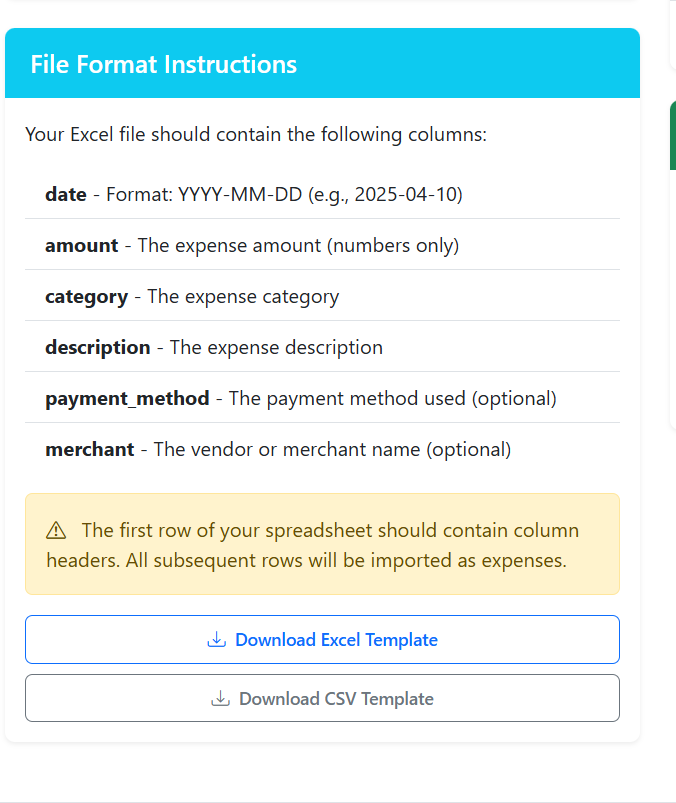 File Format Instructions
Your Excel file should contain the following columns:
date - Format: YYYY-MM-DD (e.g., 2025-04-10)
amount - The expense amount (numbers only)
category - The expense category
description - The expense description
payment_method - The payment method used (optional)
merchant - The vendor or merchant name (optional)
The first row of your spreadsheet should contain column
headers. All subsequent rows will be imported as expenses.
Download Excel Template
Download CSV Template